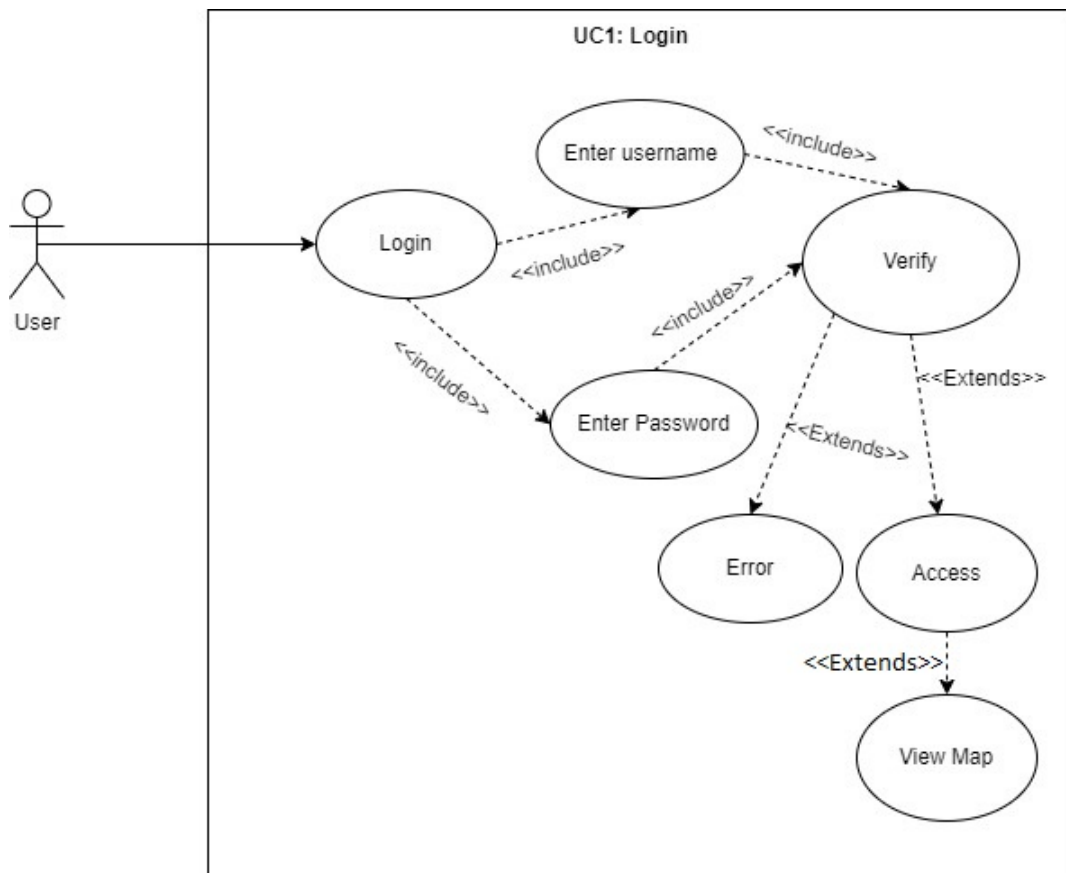 UC1: Login
Enter username
<<include>>
Login
<<include>>
Verify
User
<<include>>
<<include>>
<<Extends>>
Enter Password
<<Extends>>
Error
Access
<<Extends>>
View Map